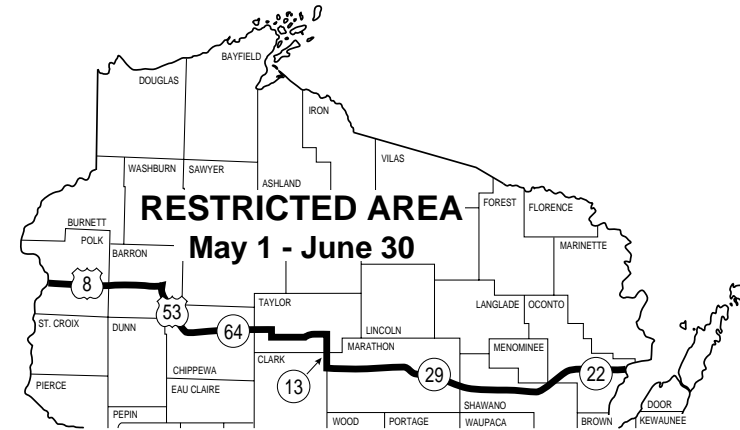 BAYFIELD
DOUGLAS
IRON
VILAS
WASHBURN SAWYER
ASHLAND
RESTRICTED AREA
FOREST FLORENCE
BURNETT
POLK
BARRON
May 1 - June 30
MARINETTE
8
53
TAYLOR
LANGLADE OCONTO
ST. CROIX
DUNN
64
LINCOLN
MARATHON
MENOMINEE
CLARK
CHIPPEWA
13
29
22
PIERCE
EAU CLAIRE
PEPIN
SHAWANO
DOOR
WOOD PORTAGE WAUPACA BROWN KEWAUNEE